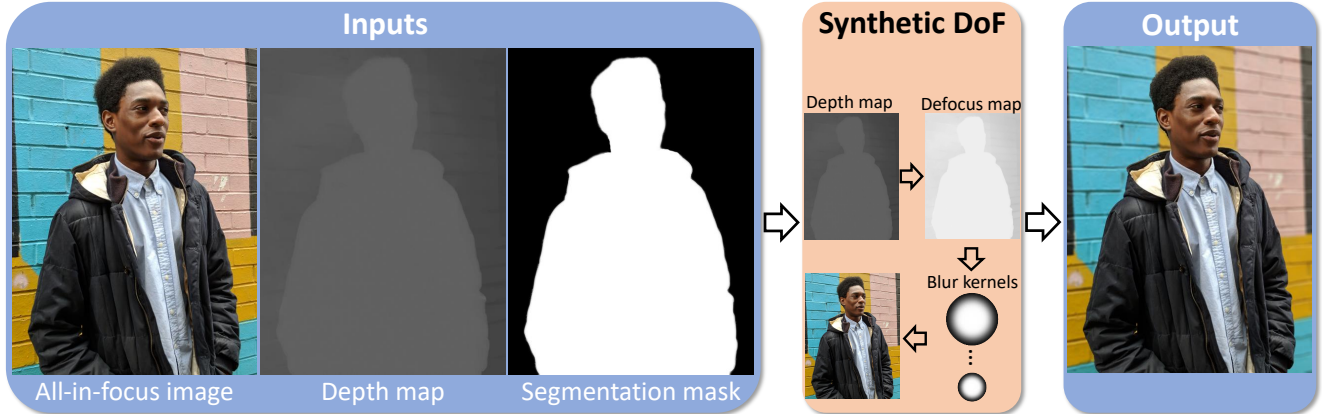 Inputs
All-in-focus image
Depth map
Segmentation mask
Synthetic DoF
Depth map
Defocus map
Blur kernels
Output